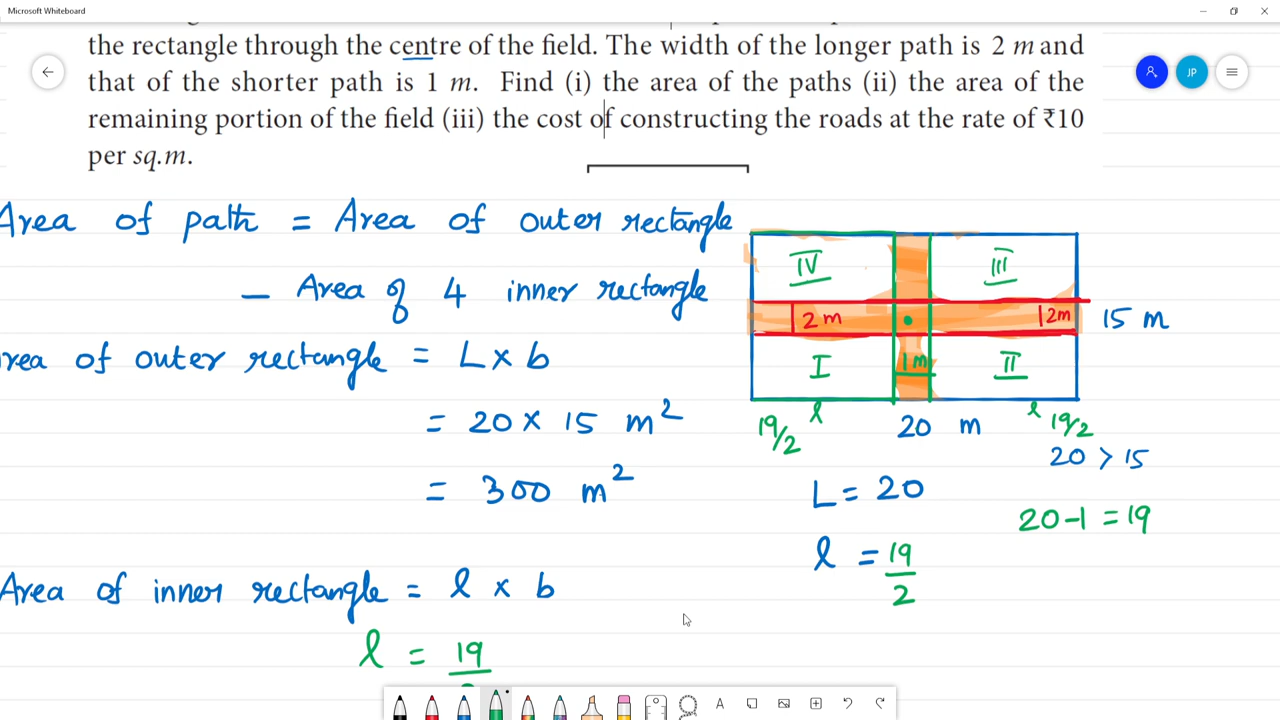 Microsoft Whiteboard
the rectangle through the centre of the field. The width of the longer path is 2 m and
that of the shorter path is 1 m. Find (i) the area of the paths (ii) the area of the
remaining portion of the field (iii) the cost of constructing the roads at the rate of ₹10
per sq.m.
JP
Area of path = Area of outer rectangle
— Area of 4 inner rectangle
rea of outer rectangle = L x b
= 20 x 15 m²
= 300 m²
Area of inner rectangle = l x b
l = 19
IV III
2 m 2m 15 m
I 1m II
19/2 l 20 m l 19/2
20 > 15
L = 20
20-1 = 19
l = 19/2
A